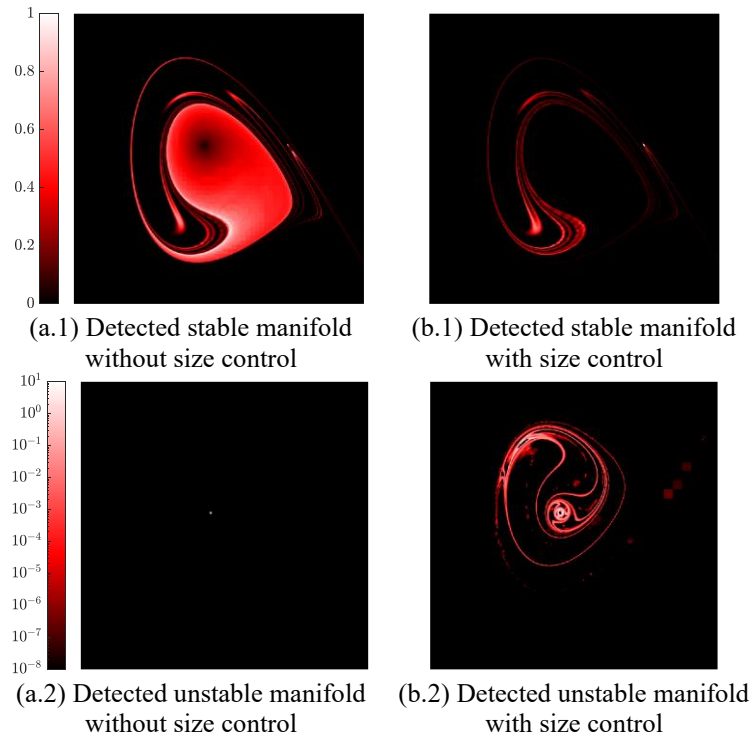 1
0.8
0.6
0.4
0.2
0
(a.1) Detected stable manifold
without size control
(b.1) Detected stable manifold
with size control
10^1
10^0
10^-1
10^-2
10^-3
10^-4
10^-5
10^-6
10^-7
10^-8
(a.2) Detected unstable manifold
without size control
(b.2) Detected unstable manifold
with size control